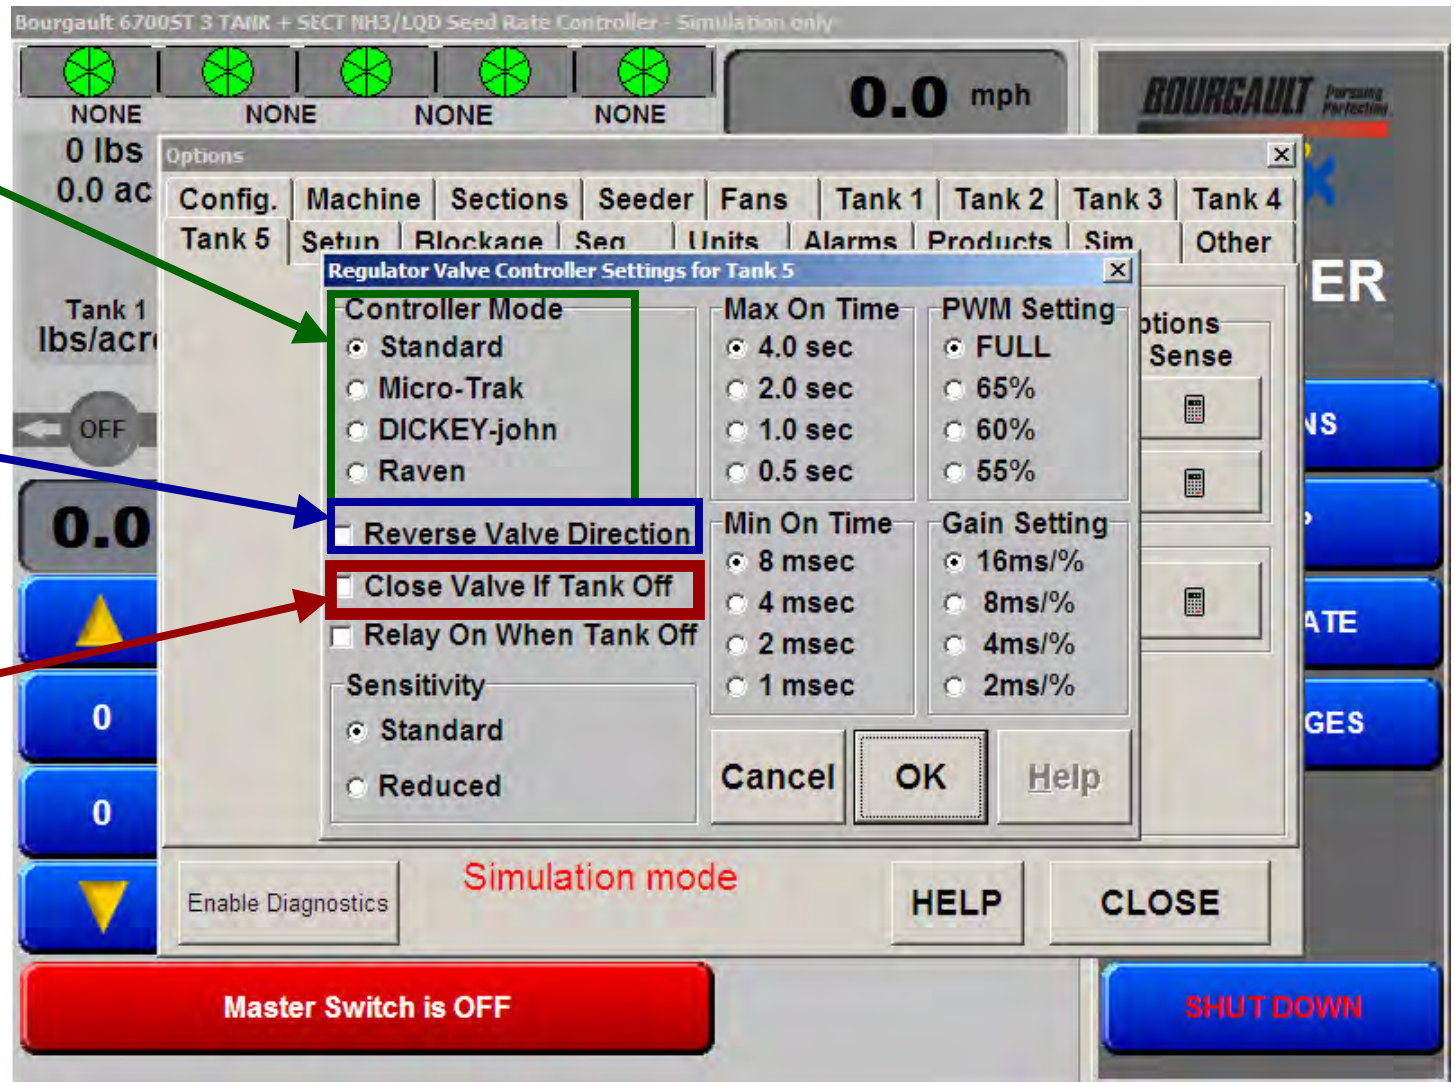 Bourgault 6700ST 3 TANK + SECT NH3/LQD Seed Rate Controller - Simulation only
NONE NONE NONE NONE
0.0 mph
BOURGAULT Pursuing Perfection
0 lbs
0.0 ac
Options
Config. Machine Sections Seeder Fans Tank 1 Tank 2 Tank 3 Tank 4
Tank 5 Setup Blockage Seg Units Alarms Products Sim Other
Regulator Valve Controller Settings for Tank 5
Tank 1
lbs/acr
OFF
0.0
0
0
Controller Mode
Standard
Micro-Trak
DICKEY-john
Raven
Reverse Valve Direction
Close Valve If Tank Off
Relay On When Tank Off
Sensitivity
Standard
Reduced
Max On Time
4.0 sec
2.0 sec
1.0 sec
0.5 sec
PWM Setting
FULL
65%
60%
55%
Min On Time
8 msec
4 msec
2 msec
1 msec
Gain Setting
16ms/%
8ms/%
4ms/%
2ms/%
Cancel OK Help
ptions
Sense
ER
NS
ATE
GES
Enable Diagnostics
Simulation mode
HELP CLOSE
Master Switch is OFF
SHUT DOWN